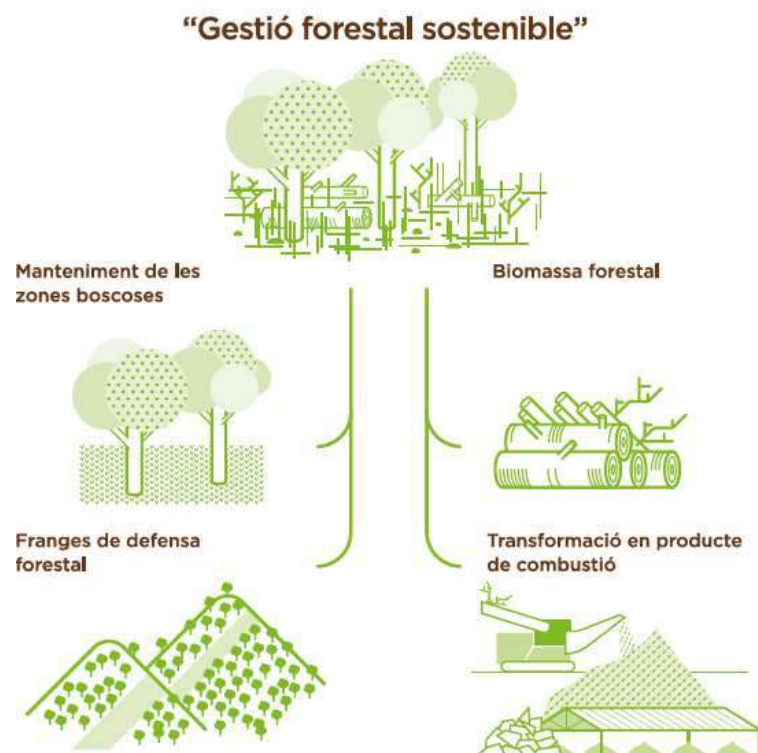 “Gestió forestal sostenible”
Manteniment de les
zones boscoses
Biomassa forestal
Franges de defensa
forestal
Transformació en producte
de combustió